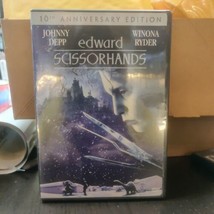 10TH ANNIVERSARY EDITION
JOHNNY DEPP
WINONA RYDER
edward
SCISSORHANDS